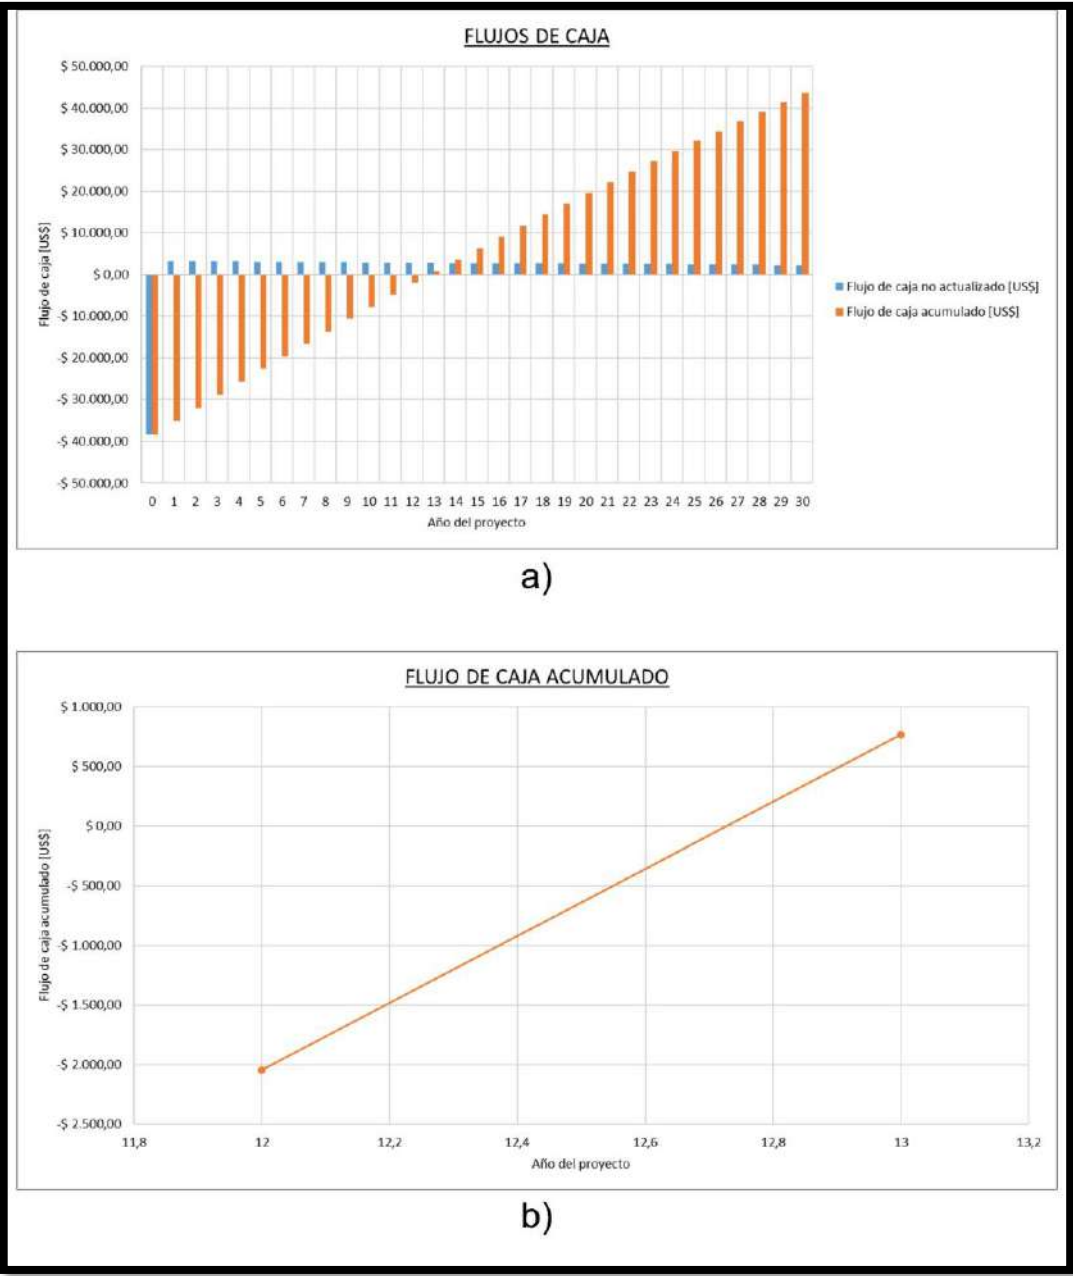 FLUJOS DE CAJA
$ 50.000,00
$ 40.000,00
$ 30.000,00
$ 20.000,00
$ 10.000,00
$ 0,00
-$ 10.000,00
-$ 20.000,00
-$ 30.000,00
-$ 40.000,00
-$ 50.000,00
Flujo de caja [US$]
0 1 2 3 4 5 6 7 8 9 10 11 12 13 14 15 16 17 18 19 20 21 22 23 24 25 26 27 28 29 30
Año del proyecto
Flujo de caja no actualizado [US$]
Flujo de caja acumulado [US$]
a)
FLUJO DE CAJA ACUMULADO
$ 1.000,00
$ 500,00
$ 0,00
-$ 500,00
-$ 1.000,00
-$ 1.500,00
-$ 2.000,00
-$ 2.500,00
Flujo de caja acumulado [US$]
11,8 12 12,2 12,4 12,6 12,8 13 13,2
Año del proyecto
b)